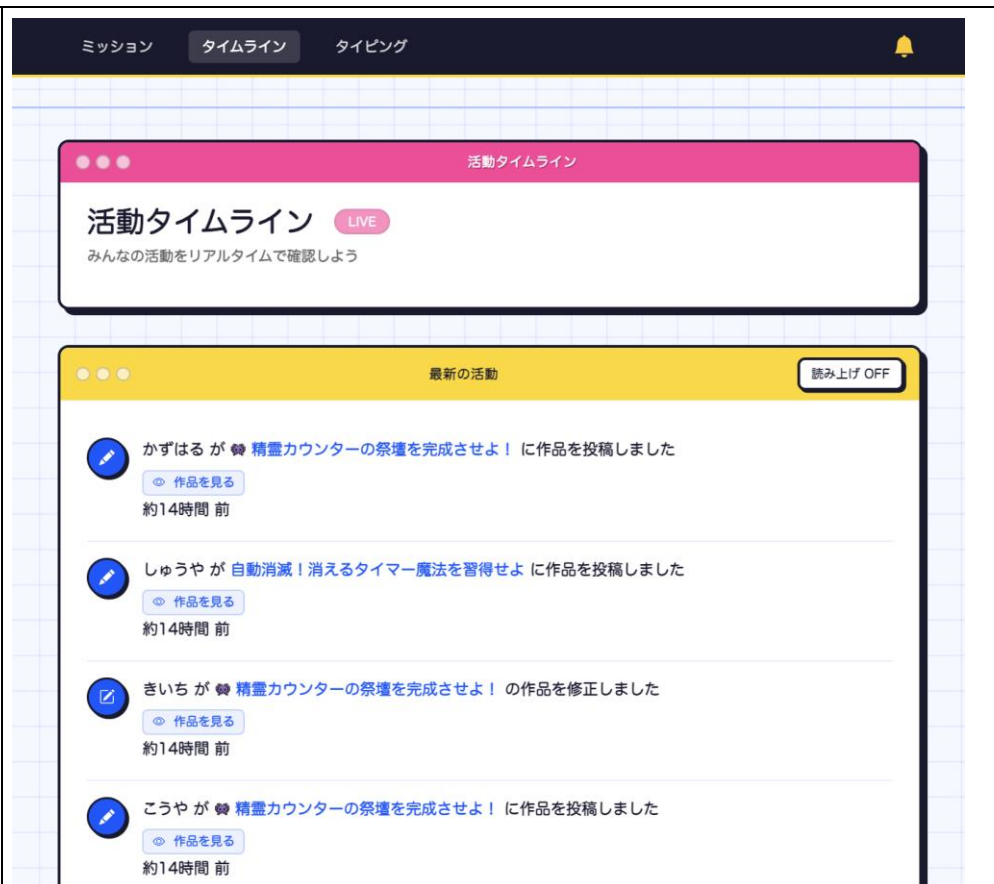 ミッション タイムライン タイピング
活動タイムライン
活動タイムライン LIVE
みんなの活動をリアルタイムで確認しよう
最新の活動 読み上げ OFF
かずはる が 精霊カウンターの祭壇を完成させよ! に作品を投稿しました
作品を見る
約14時間 前
しゅうや が 自動消滅!消えるタイマー魔法を習得せよ に作品を投稿しました
作品を見る
約14時間 前
きいち が 精霊カウンターの祭壇を完成させよ! の作品を修正しました
作品を見る
約14時間 前
こうや が 精霊カウンターの祭壇を完成させよ! に作品を投稿しました
作品を見る
約14時間 前